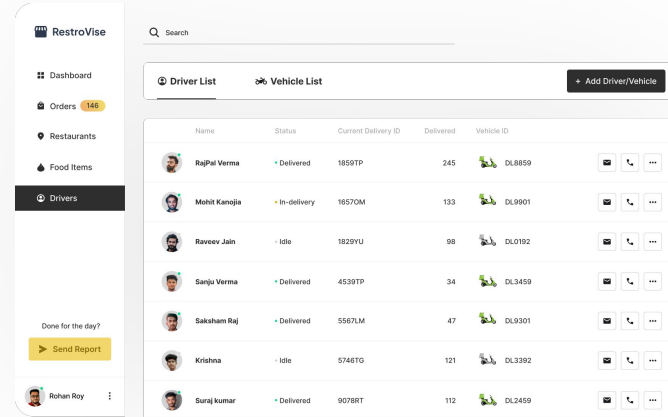 RestroVise
Search
Dashboard
Orders 146
Restaurants
Food Items
Drivers
Driver List Vehicle List + Add Driver/Vehicle
Name Status Current Delivery ID Delivered Vehicle ID
RajPal Verma Delivered 1859TP 245 DL8859
Mohit Kanojia In-delivery 1657OM 133 DL9901
Raveev Jain Idle 1829YU 98 DL0192
Sanju Verma Delivered 4539TP 34 DL3459
Saksham Raj Delivered 5567LM 47 DL9301
Krishna Idle 5746TG 121 DL3392
Suraj kumar Delivered 9078RT 112 DL2459
Done for the day?
Send Report
Rohan Roy